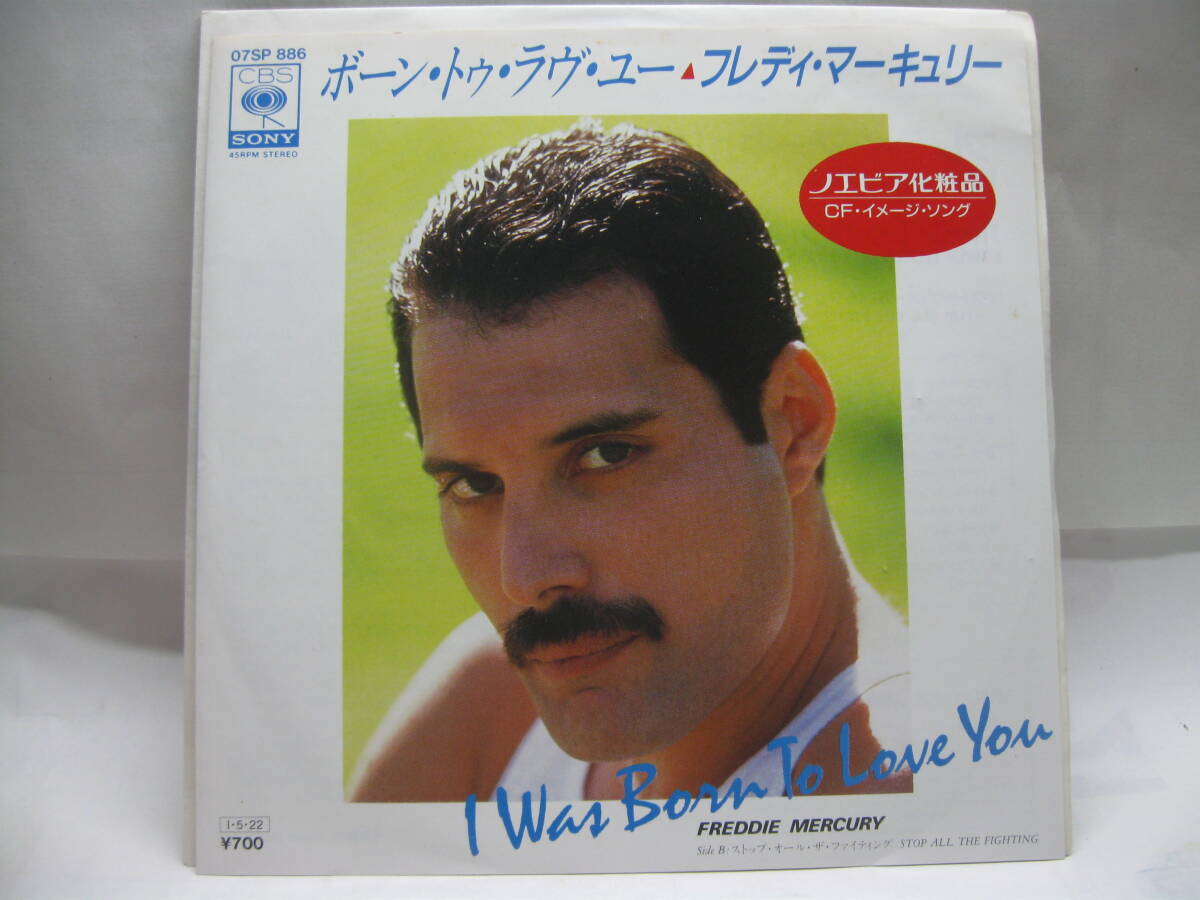 07SP 886
CBS
SONY
45RPM STEREO
ボーン・トゥ・ラヴ・ユー▲フレディ・マーキュリー
ノエビア化粧品
CF・イメージ・ソング
I Was Born To Love You
FREDDIE MERCURY
Side B: ストップ・オール・ザ・ファイティング STOP ALL THE FIGHTING
I・5・22
¥700